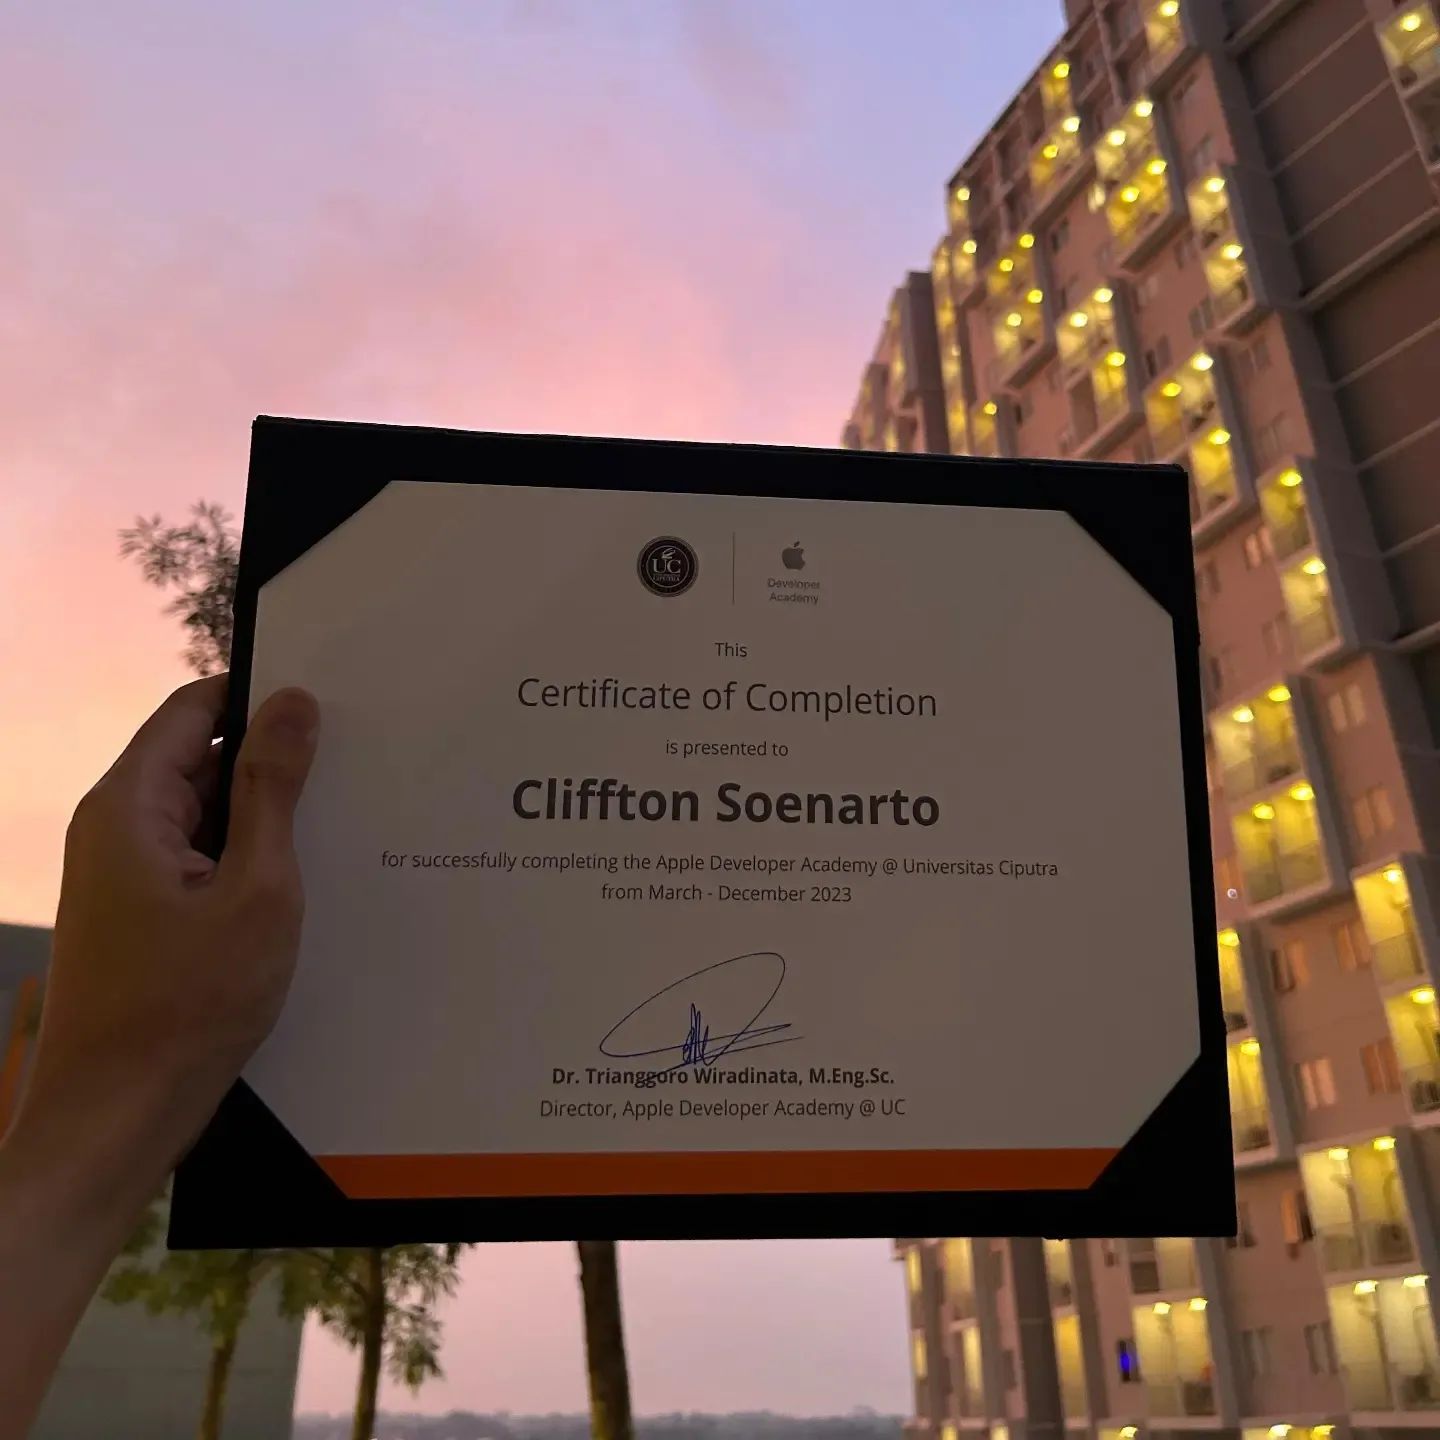 UC
Developer
Academy
This
Certificate of Completion
is presented to
Cliffton Soenarto
for successfully completing the Apple Developer Academy @ Universitas Ciputra
from March - December 2023
Dr. Trianggoro Wiradinata, M.Eng.Sc.
Director, Apple Developer Academy @ UC